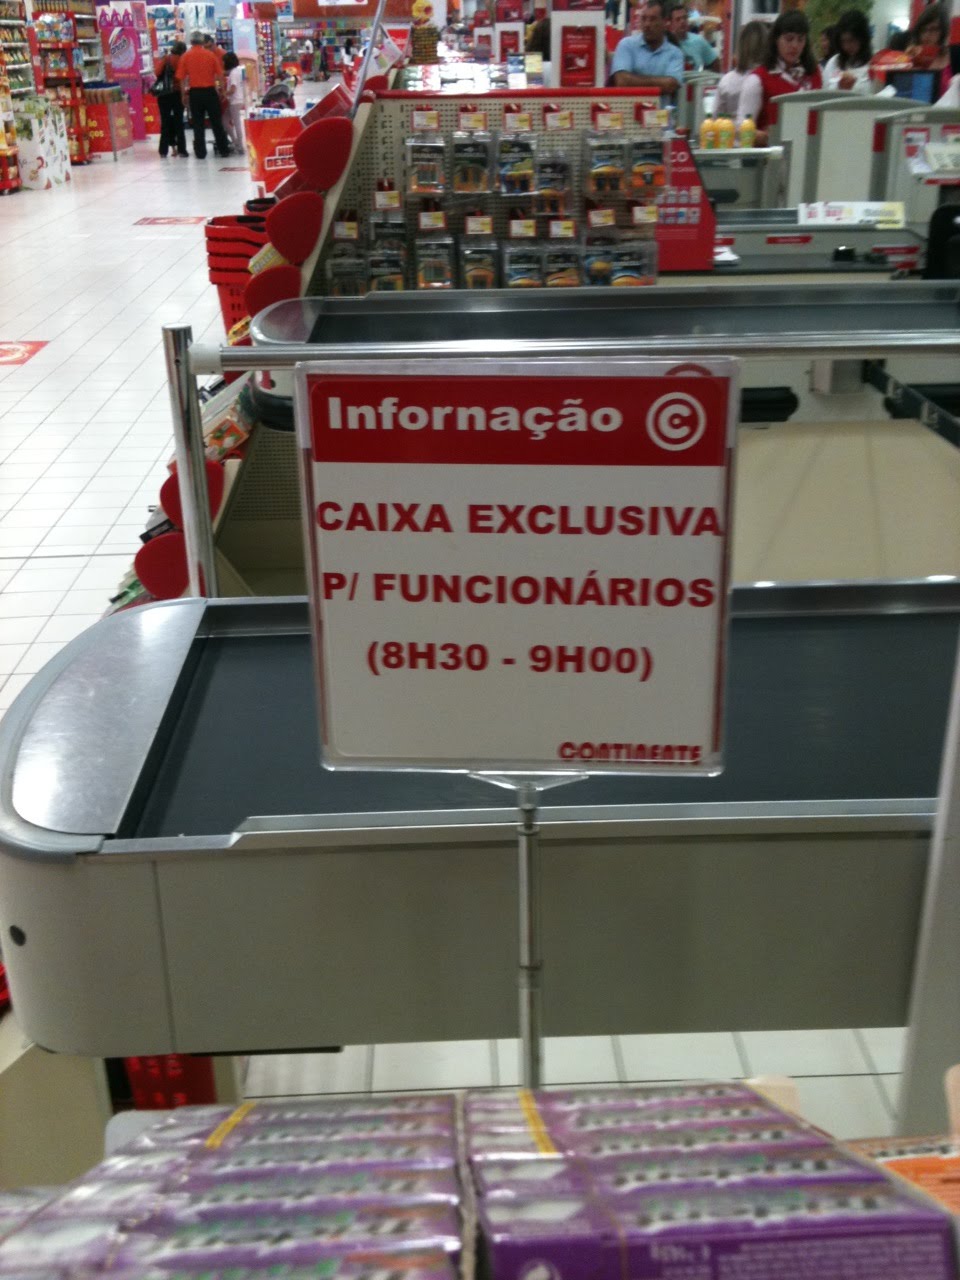 Infornação
CAIXA EXCLUSIVA
P/ FUNCIONÁRIOS
(8H30 - 9H00)
CONTINENTE